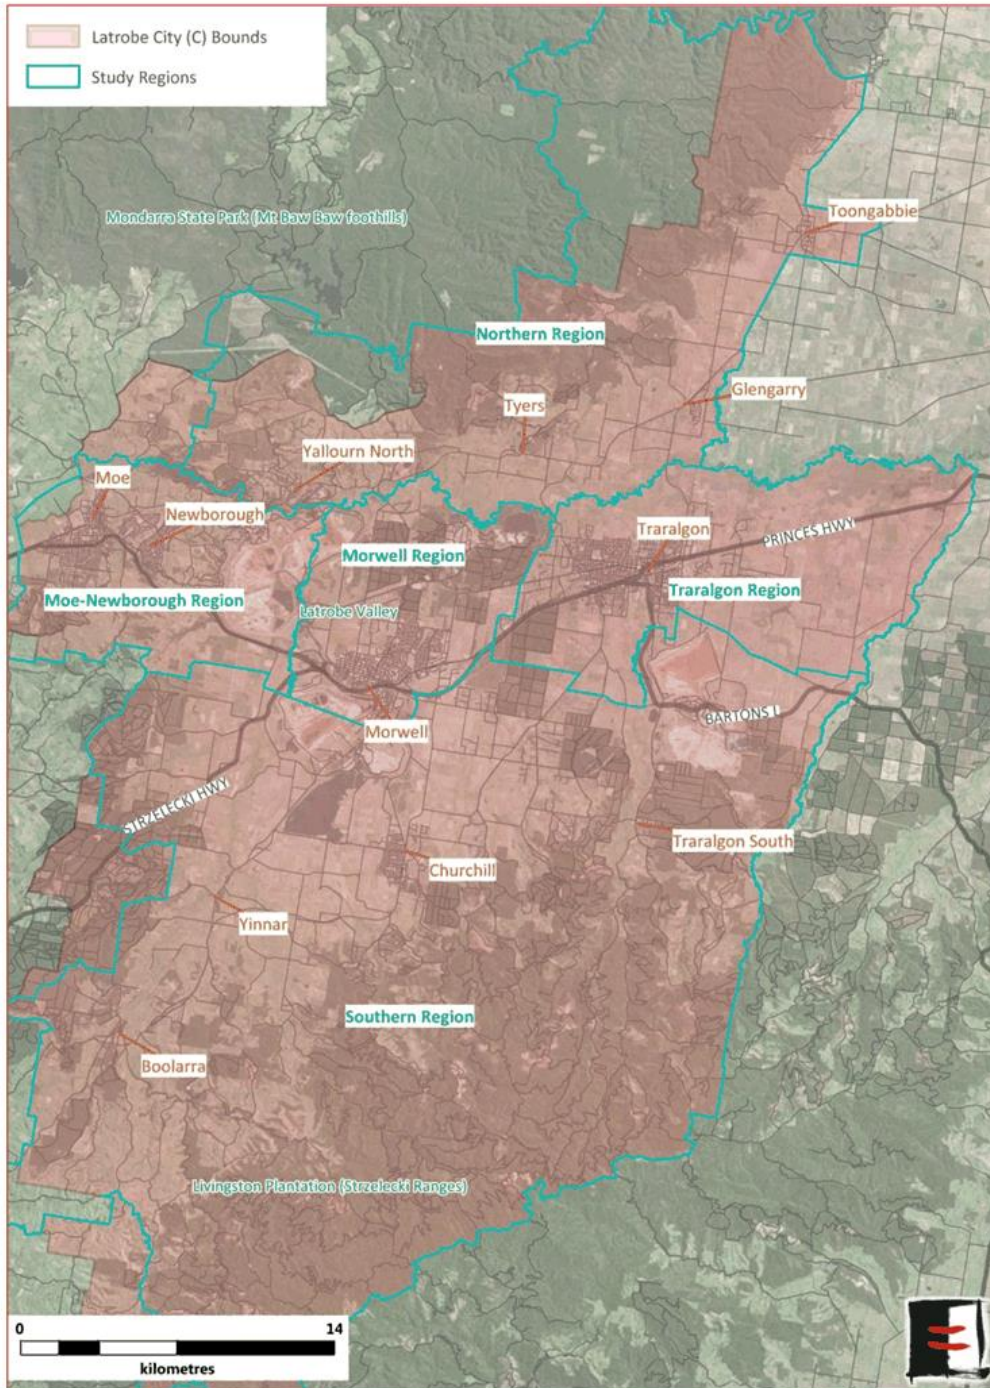 Latrobe City (C) Bounds
Study Regions
Mondarra State Park (Mt Baw Baw foothills)
Toongabbie
Northern Region
Glengarry
Tyers
Yallourn North
Moe
Newborough
Traralgon
PRINCES HWY
Morwell Region
Moe-Newborough Region
Traralgon Region
Latrobe Valley
BARTONS L
Morwell
STRZELECKI HWY
Traralgon South
Churchill
Yinnar
Southern Region
Boolarra
Livingston Plantation (Strzelecki Ranges)
0 14
kilometres